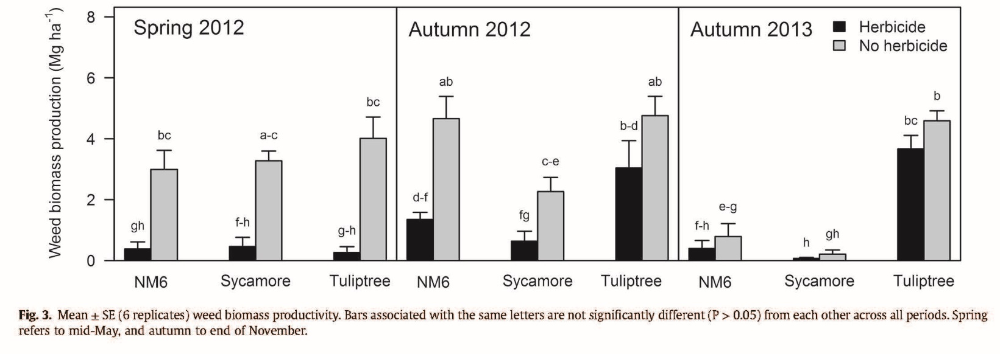 Weed biomass production (Mg ha⁻¹)
8
6
4
2
0
Spring 2012
bc
a-c
bc
gh
f-h
g-h
NM6
Sycamore
Tuliptree
Autumn 2012
ab
ab
b-d
c-e
d-f
fg
NM6
Sycamore
Tuliptree
Autumn 2013
Herbicide
No herbicide
b
bc
e-g
f-h
h
gh
NM6
Sycamore
Tuliptree
Fig. 3. Mean ± SE (6 replicates) weed biomass productivity. Bars associated with the same letters are not significantly different (P > 0.05) from each other across all periods. Spring
refers to mid-May, and autumn to end of November.